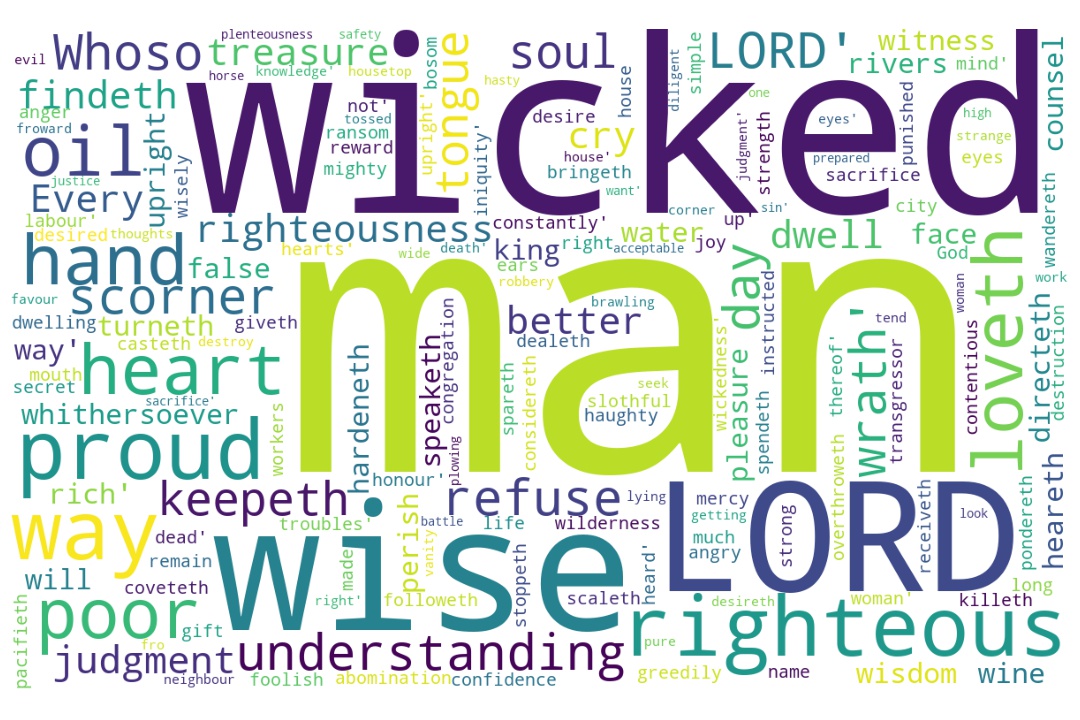 plenteousness
safety
evil
Whoso
treasure
soul
LORD'
witness
horse
knowledge'
housetop
bosom
simple
rivers
mind'
hasty
diligent
findeth
wicked
tongue
house
one
counsel
anger
not'
desire
high
froward
tossed
upright'
cry
eyes'
punished
strange
oil
upright
ransom
reward
house'
judgment'
strength
prepared
eyes
mighty
bringeth
sacrifice
justice
wisely
iniquity'
want'
Every
wandereth
labour'
righteousness
constantly'
corner
sin'
up'
city
desired
thoughts
water
dwell
face
hand
hearts'
wide
death'
king
right
acceptable
joy
God
false
man
ears
robbery
day
loveth
work
favour
scorner
brawling
instructed
woman
dwelling
turneth
giveth
better
wrath'
tend
directeth
destruction
way'
casteth
destroy
dealeth
thereof'
contentious
heart
hardeneth
speaketh
congregation
spareth
considereth
seek
wickedness'
pleasure
transgressor
mouth
secret
sacrifice'
slothful
whithersoever
haughty
spendeth
proud
workers
plowing
overthroweth
heareth
rich'
keepeth
honour'
refuse
lying
mercy
LORD
receiveth
pondereth
look
way
troubles'
perish
battle
life
wilderness
getting
strong
dead'
wise
vanity
much
remain
made
stoppeth
heard'
angry
will
coveteth
right'
followeth
scaleth
desireth
woman'
long
killeth
pacifieth
poor
gift
righteous
fro
pure
judgment
understanding
neighbour
foolish
abomination
confidence
greedily
name
wisdom
wine